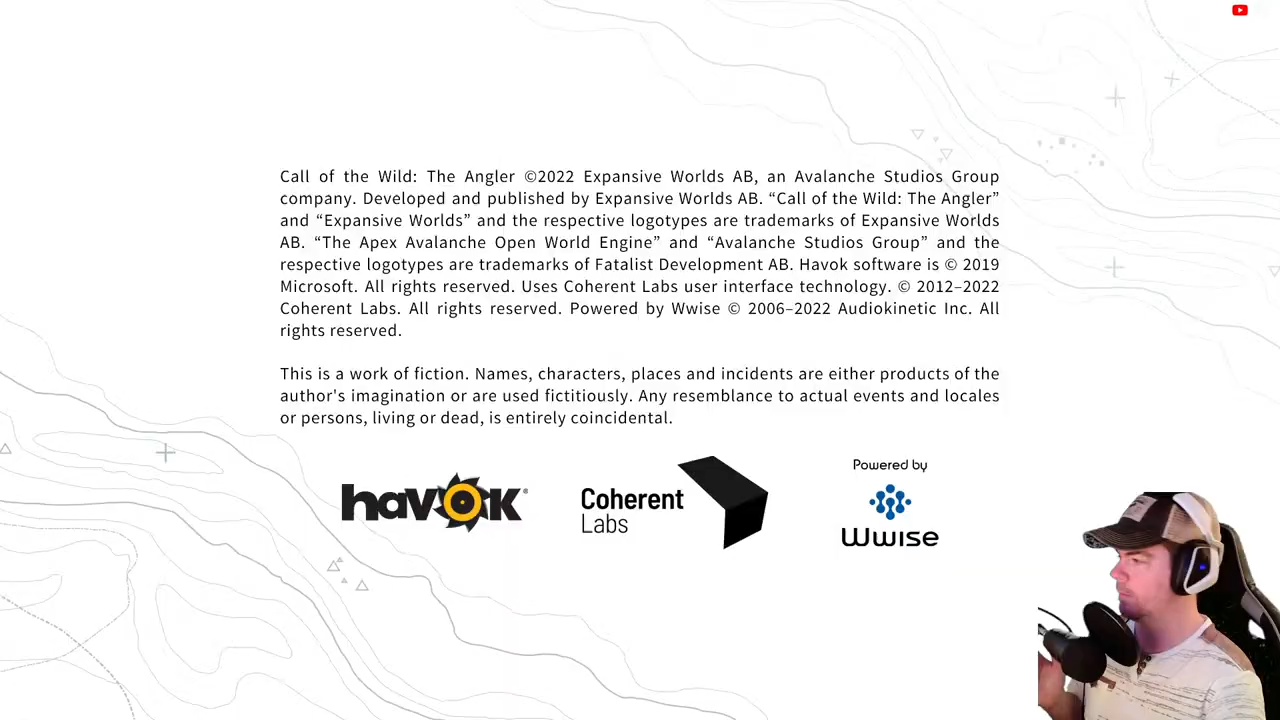 Call of the Wild: The Angler ©2022 Expansive Worlds AB, an Avalanche Studios Group
company. Developed and published by Expansive Worlds AB. “Call of the Wild: The Angler”
and “Expansive Worlds” and the respective logotypes are trademarks of Expansive Worlds
AB. “The Apex Avalanche Open World Engine” and “Avalanche Studios Group” and the
respective logotypes are trademarks of Fatalist Development AB. Havok software is © 2019
Microsoft. All rights reserved. Uses Coherent Labs user interface technology. © 2012–2022
Coherent Labs. All rights reserved. Powered by Wwise © 2006–2022 Audiokinetic Inc. All
rights reserved.
This is a work of fiction. Names, characters, places and incidents are either products of the
author's imagination or are used fictitiously. Any resemblance to actual events and locales
or persons, living or dead, is entirely coincidental.
havok®
Coherent
Labs
Powered by
Wwise